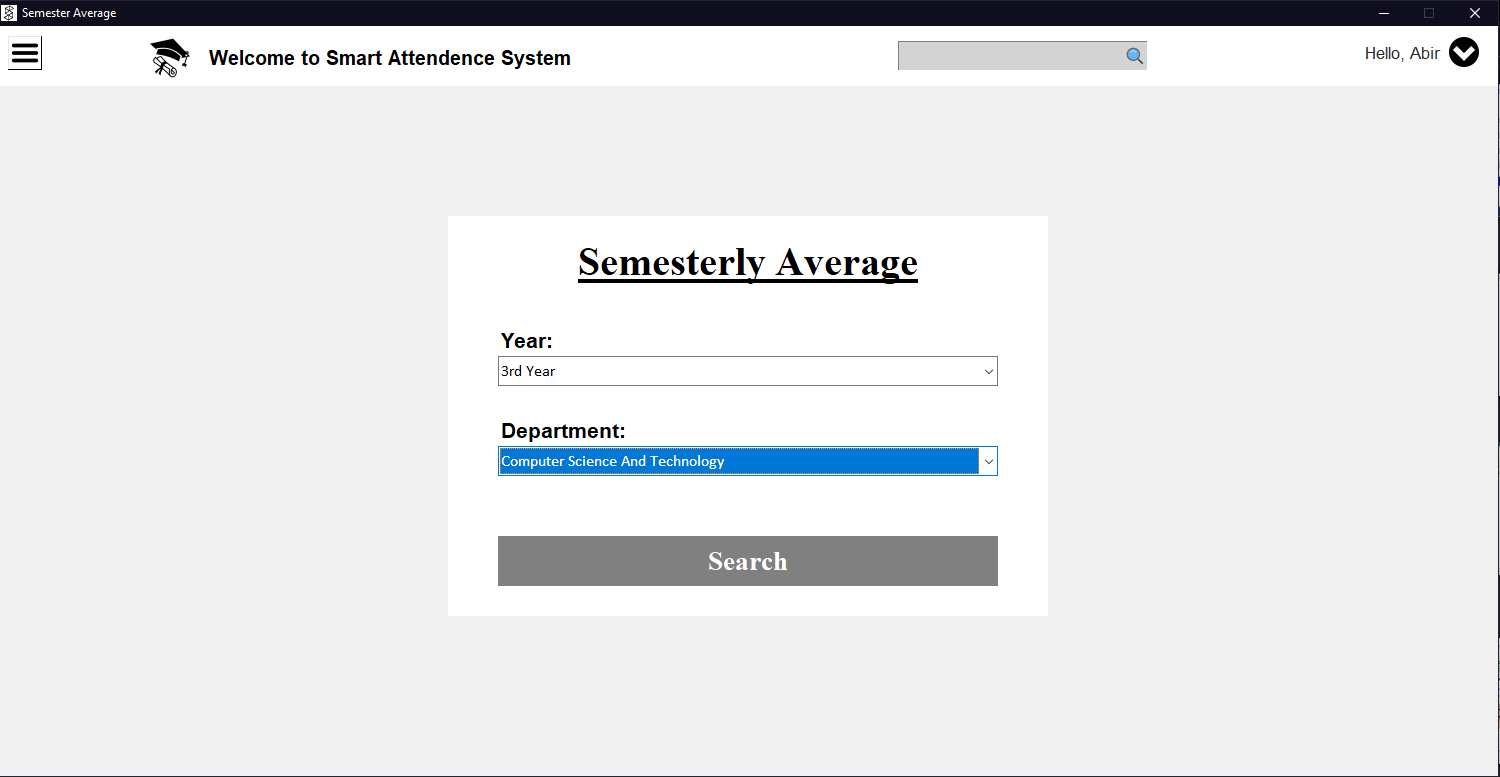 Semester Average
Welcome to Smart Attendence System
Hello, Abir
Semesterly Average
Year:
3rd Year
Department:
Computer Science And Technology
Search